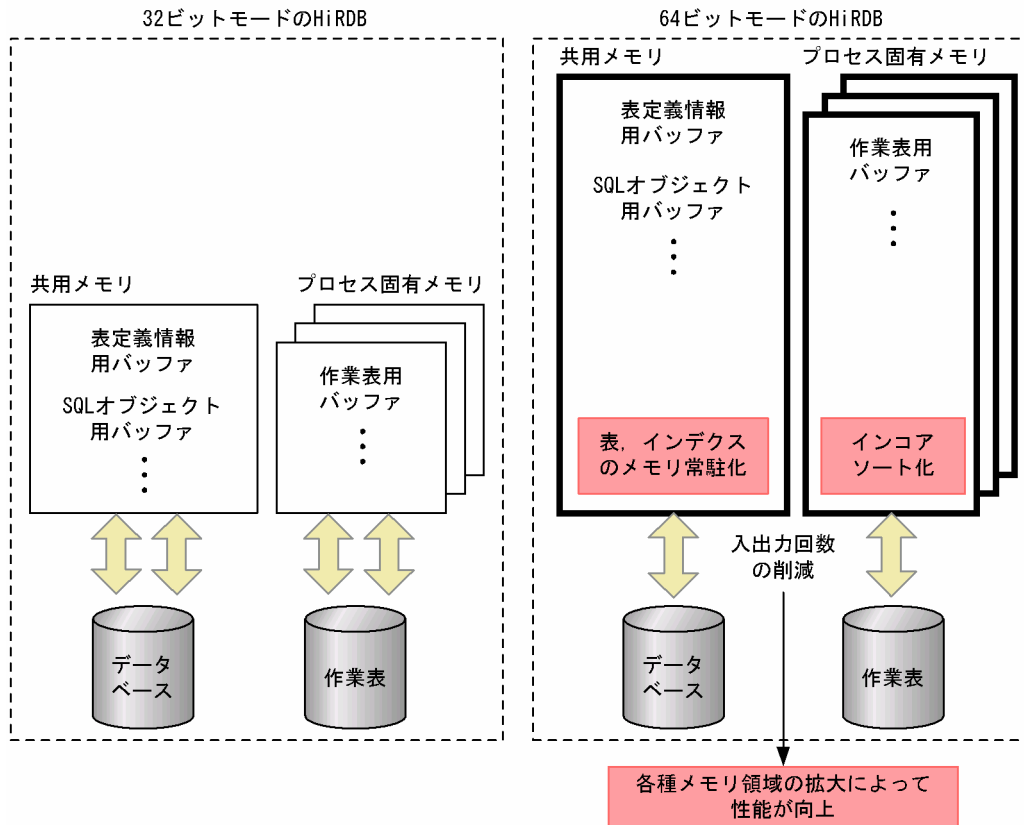 32ビットモードのHiRDB
共用メモリ
プロセス固有メモリ
表定義情報
用バッファ
SQLオブジェクト
用バッファ
作業表用
バッファ
データ
ベース
作業表
64ビットモードのHiRDB
共用メモリ
プロセス固有メモリ
表定義情報
用バッファ
SQLオブジェクト
用バッファ
作業表用
バッファ
表，インデクス
のメモリ常駐化
インコア
ソート化
入出力回数
の削減
データ
ベース
作業表
各種メモリ領域の拡大によって
性能が向上